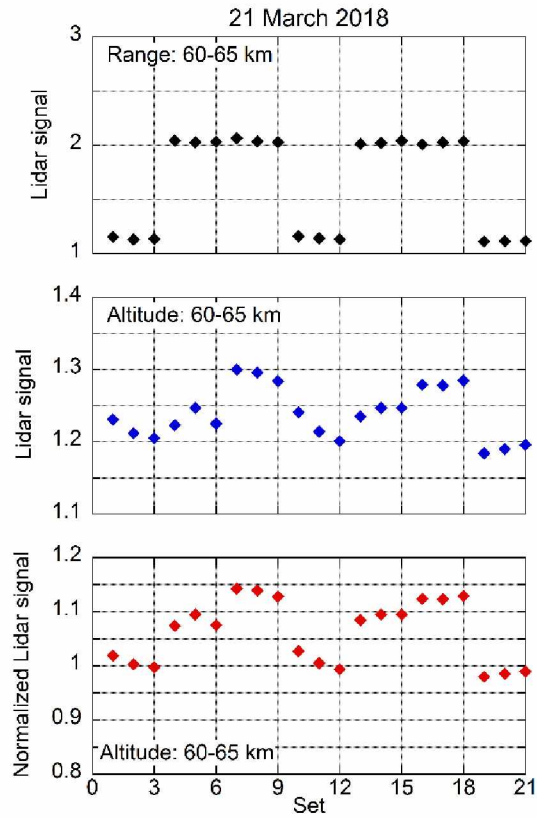 21 March 2018
3
Range: 60-65 km
2
1
Lidar signal
1.4
Altitude: 60-65 km
1.3
1.2
1.1
Lidar signal
1.2
1.1
1
0.9
Altitude: 60-65 km
0.8
Normalized Lidar signal
0 3 6 9 12 15 18 21
Set